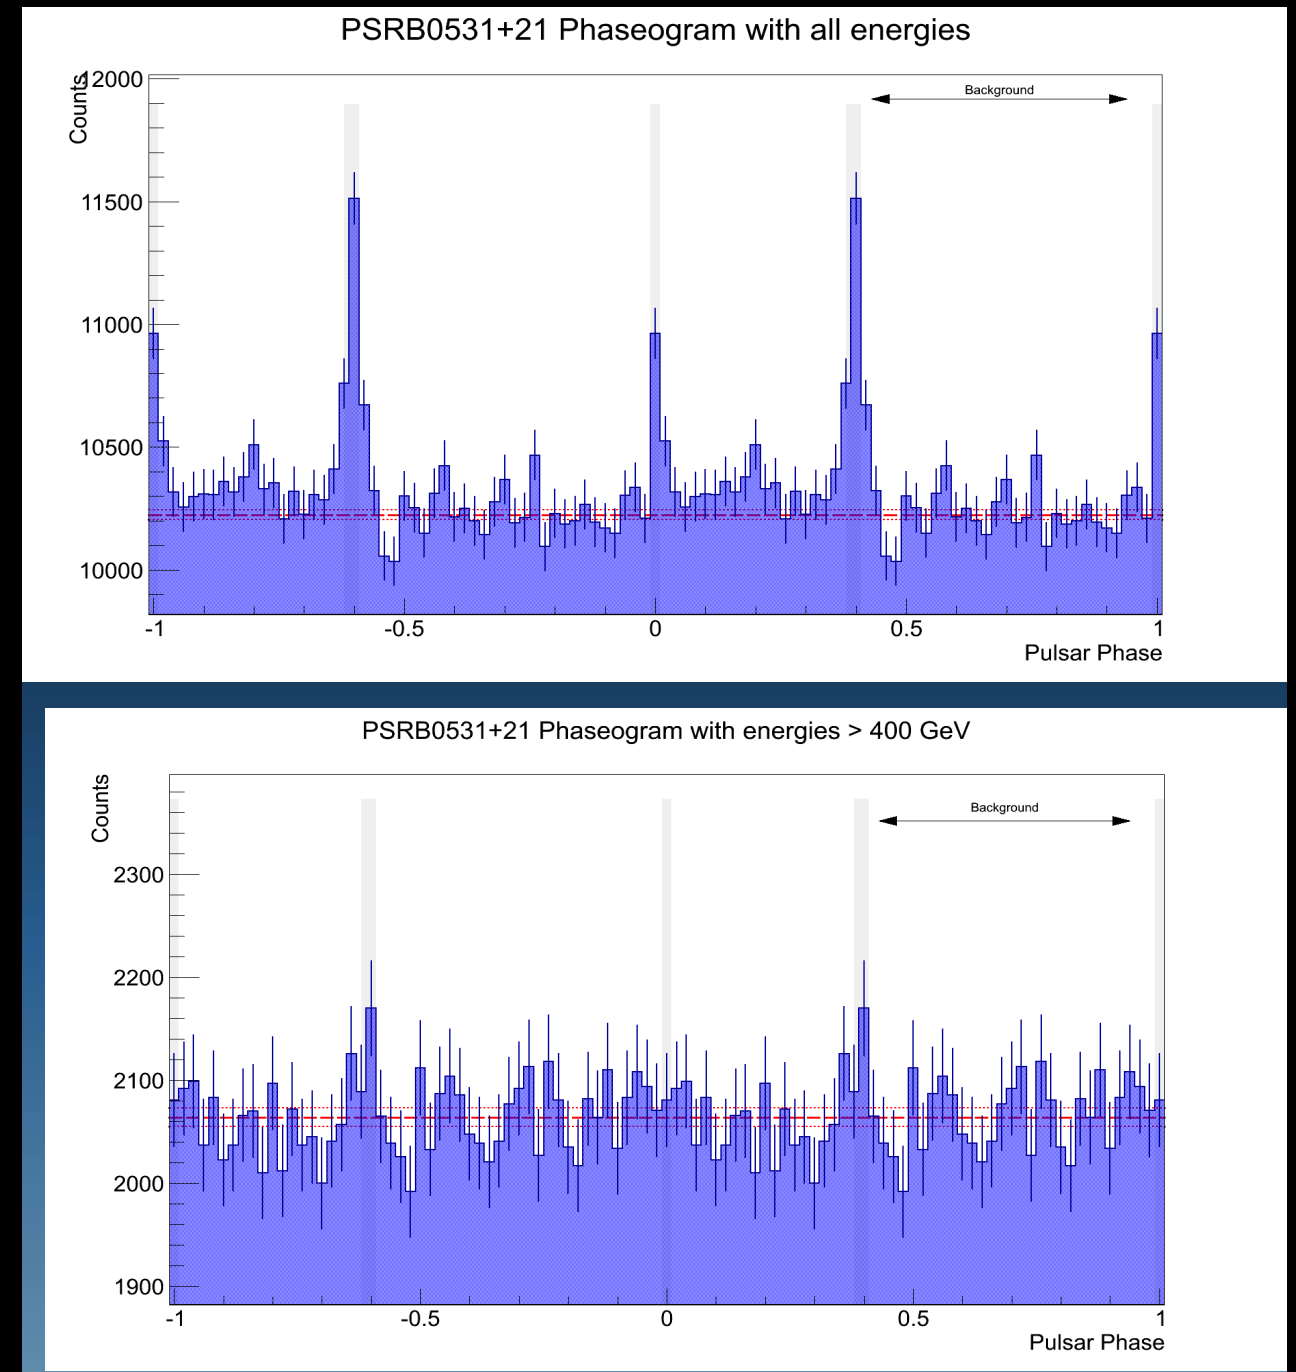 PSRB0531+21 Phaseogram with all energies
Counts
12000
11500
11000
10500
10000
Background
-1
-0.5
0
0.5
1
Pulsar Phase
PSRB0531+21 Phaseogram with energies > 400 GeV
Counts
2300
2200
2100
2000
1900
Background
-1
-0.5
0
0.5
1
Pulsar Phase